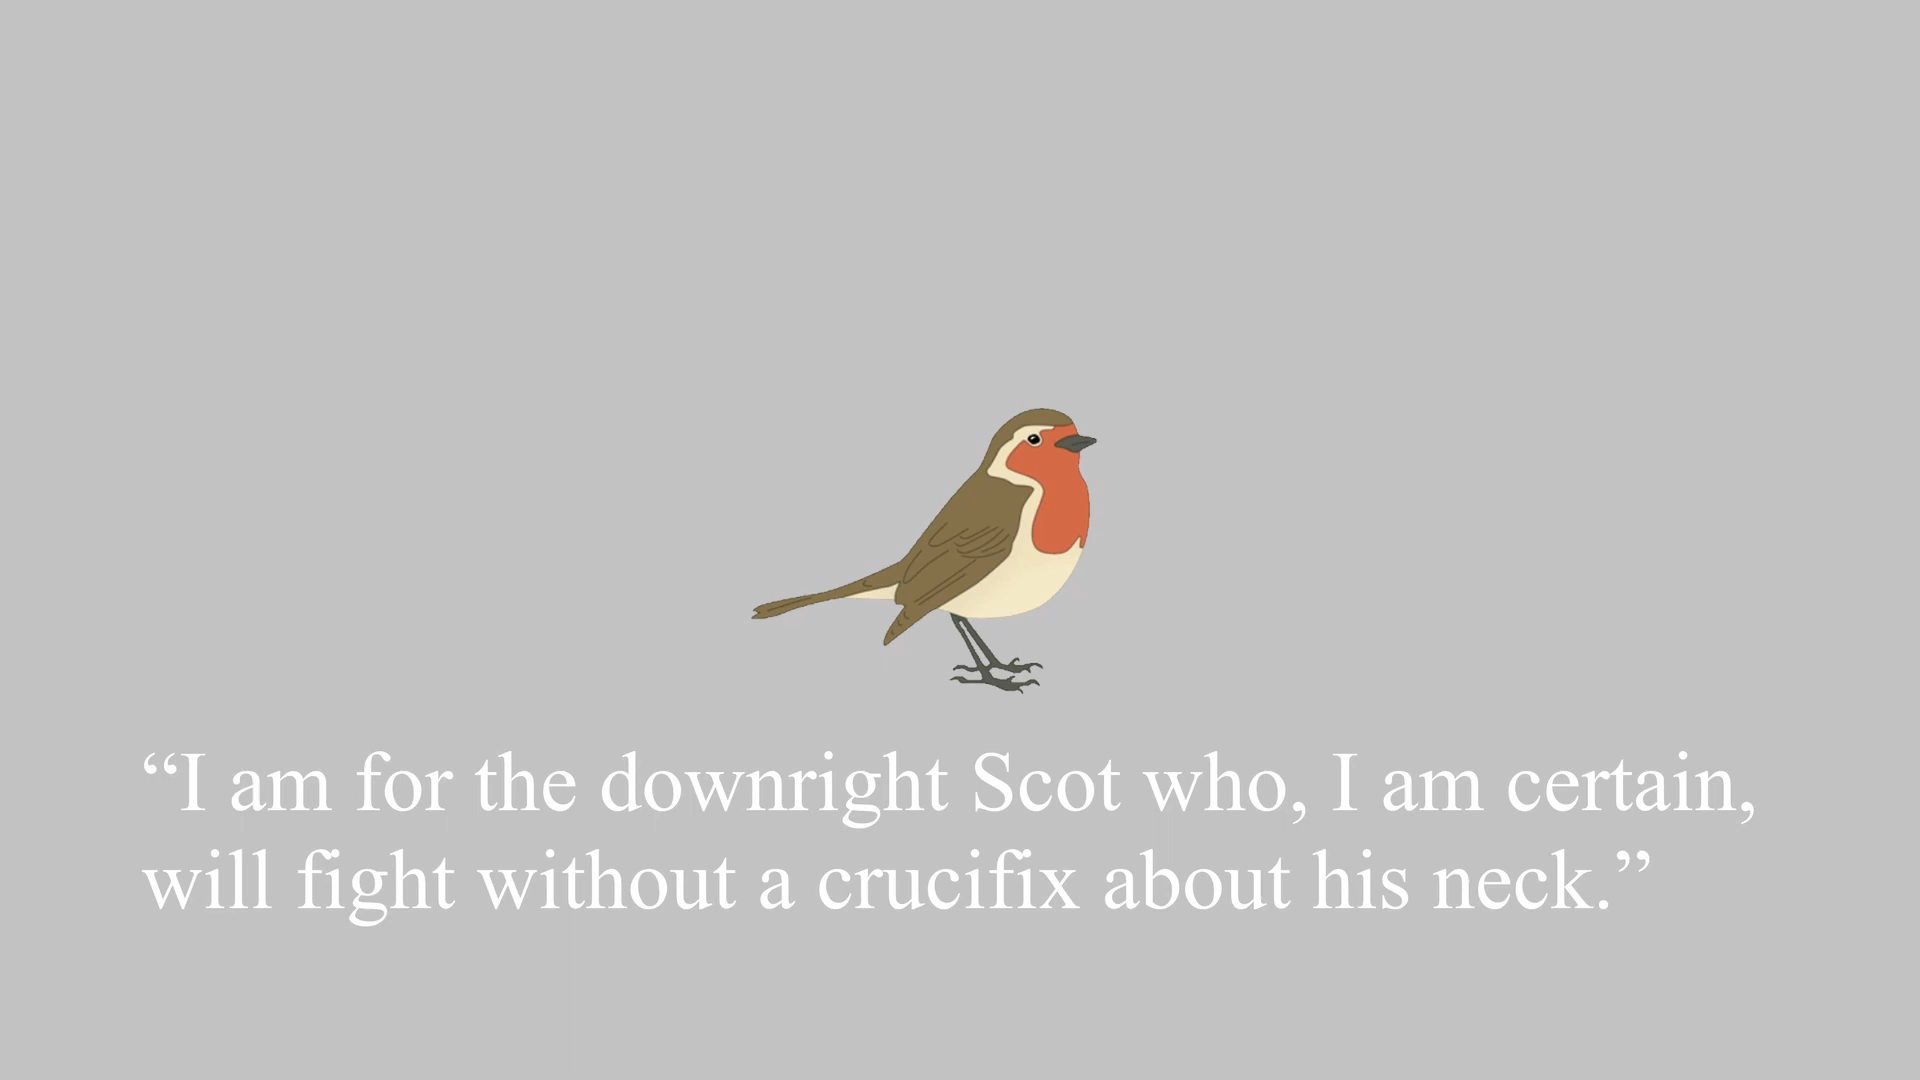 “I am for the downright Scot who, I am certain,
will fight without a crucifix about his neck.”